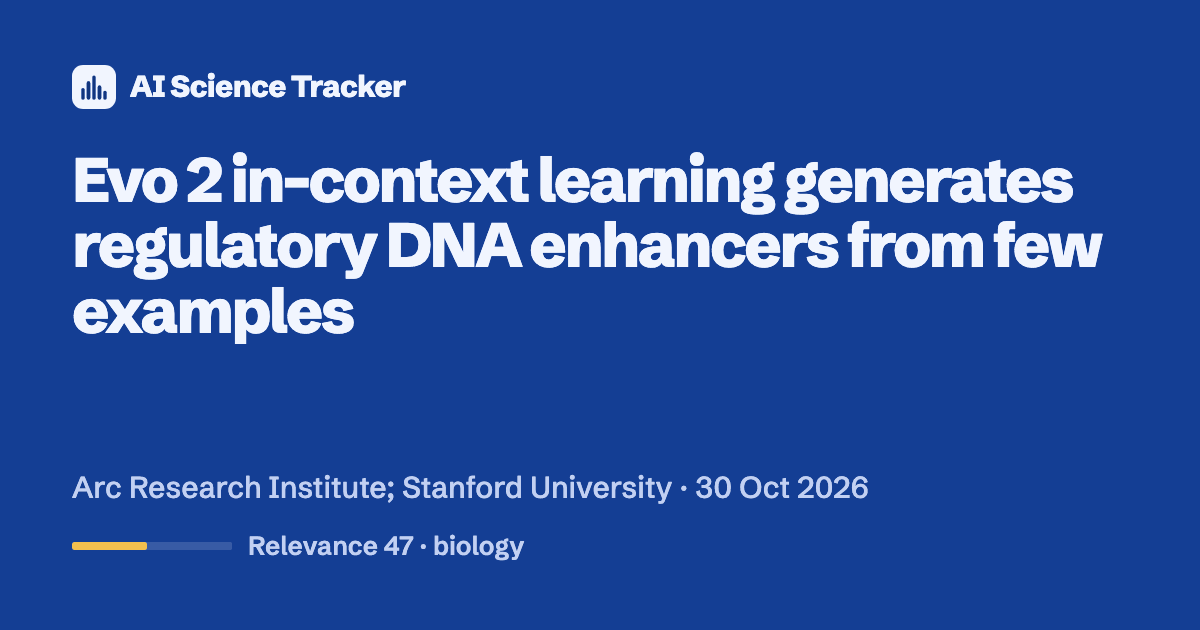 AI Science Tracker
Evo 2 in-context learning generates
regulatory DNA enhancers from few
examples
Arc Research Institute; Stanford University · 30 Oct 2026
Relevance 47 · biology